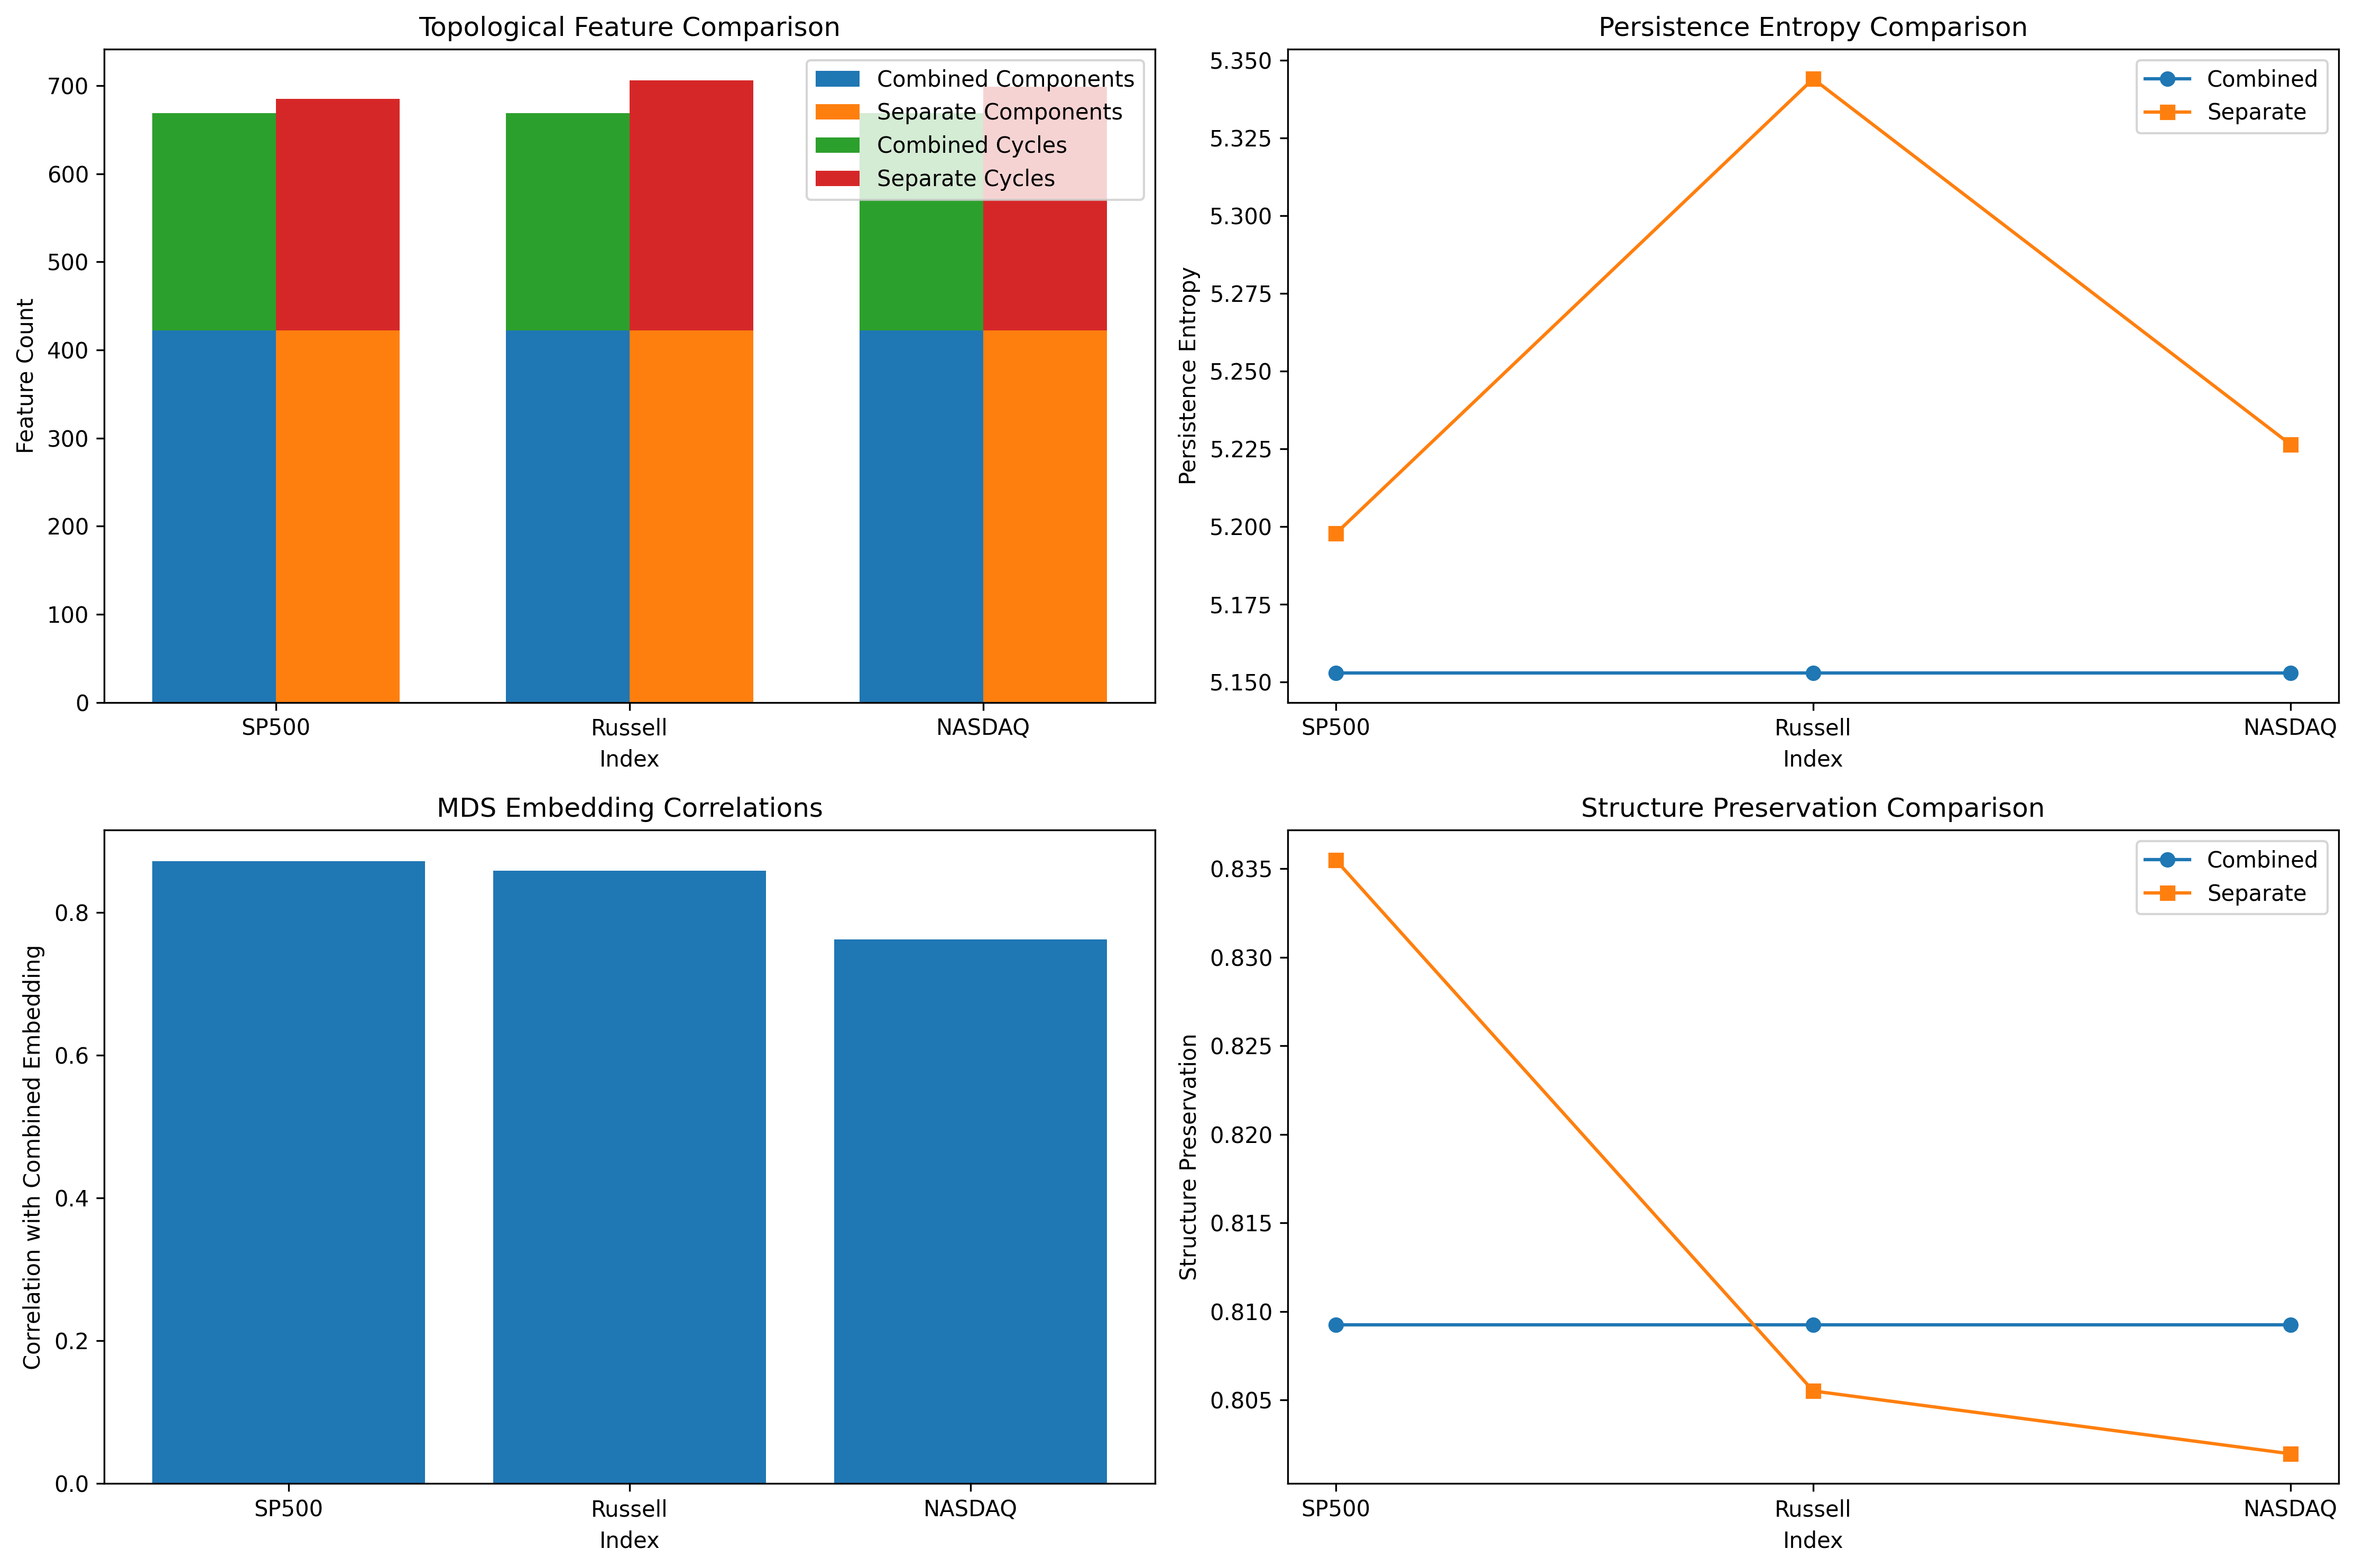 Topological Feature Comparison
Feature Count
700
600
500
400
300
200
100
0
Combined Components
Separate Components
Combined Cycles
Separate Cycles
SP500
Russell
NASDAQ
Index
Persistence Entropy Comparison
Persistence Entropy
5.350
5.325
5.300
5.275
5.250
5.225
5.200
5.175
5.150
Combined
Separate
SP500
Russell
NASDAQ
Index
MDS Embedding Correlations
Correlation with Combined Embedding
0.8
0.6
0.4
0.2
0.0
SP500
Russell
NASDAQ
Index
Structure Preservation Comparison
Structure Preservation
0.835
0.830
0.825
0.820
0.815
0.810
0.805
Combined
Separate
SP500
Russell
NASDAQ
Index